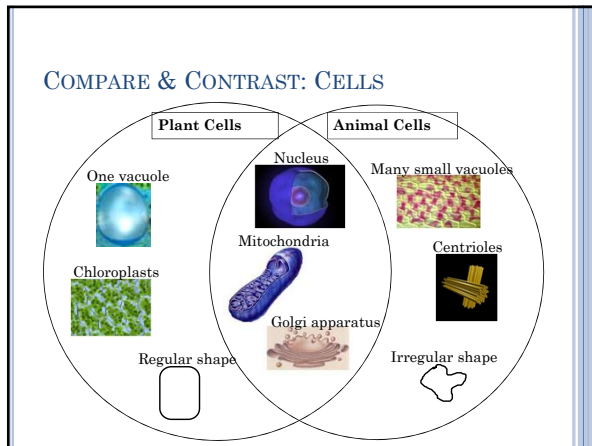 COMPARE & CONTRAST: CELLS
Plant Cells
Animal Cells
One vacuole
Nucleus
Many small vacuoles
Chloroplasts
Mitochondria
Centrioles
Golgi apparatus
Regular shape
Irregular shape